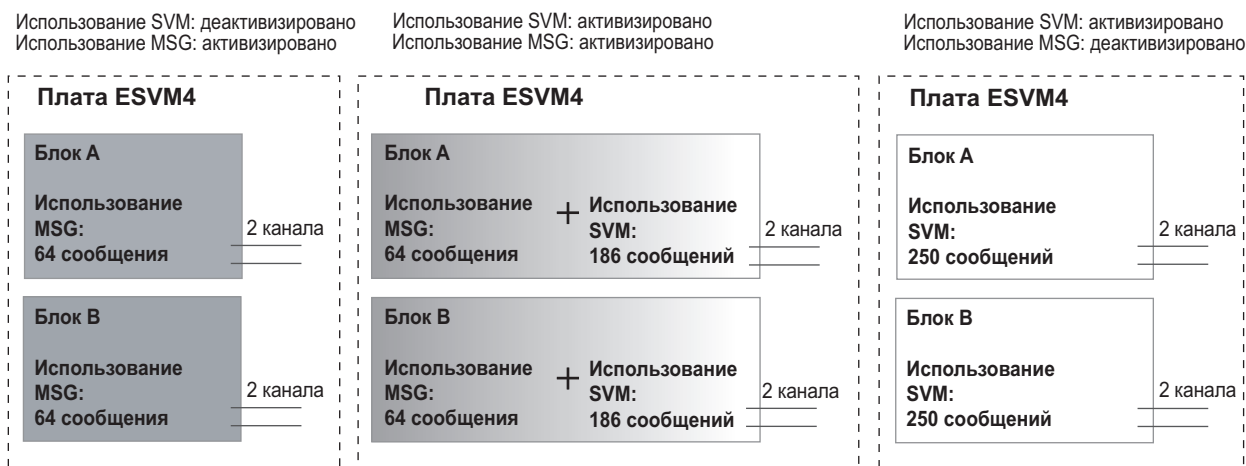 Использование SVM: деактивизировано
Использование MSG: активизировано
Плата ESVM4
Блок A
Использование
MSG:
64 сообщения
2 канала
Блок B
Использование
MSG:
64 сообщения
2 канала
Использование SVM: активизировано
Использование MSG: активизировано
Плата ESVM4
Блок A
Использование
MSG:
64 сообщения
+
Использование
SVM:
186 сообщений
2 канала
Блок B
Использование
MSG:
64 сообщения
+
Использование
SVM:
186 сообщений
2 канала
Использование SVM: активизировано
Использование MSG: деактивизировано
Плата ESVM4
Блок A
Использование
SVM:
250 сообщений
2 канала
Блок B
Использование
SVM:
250 сообщений
2 канала